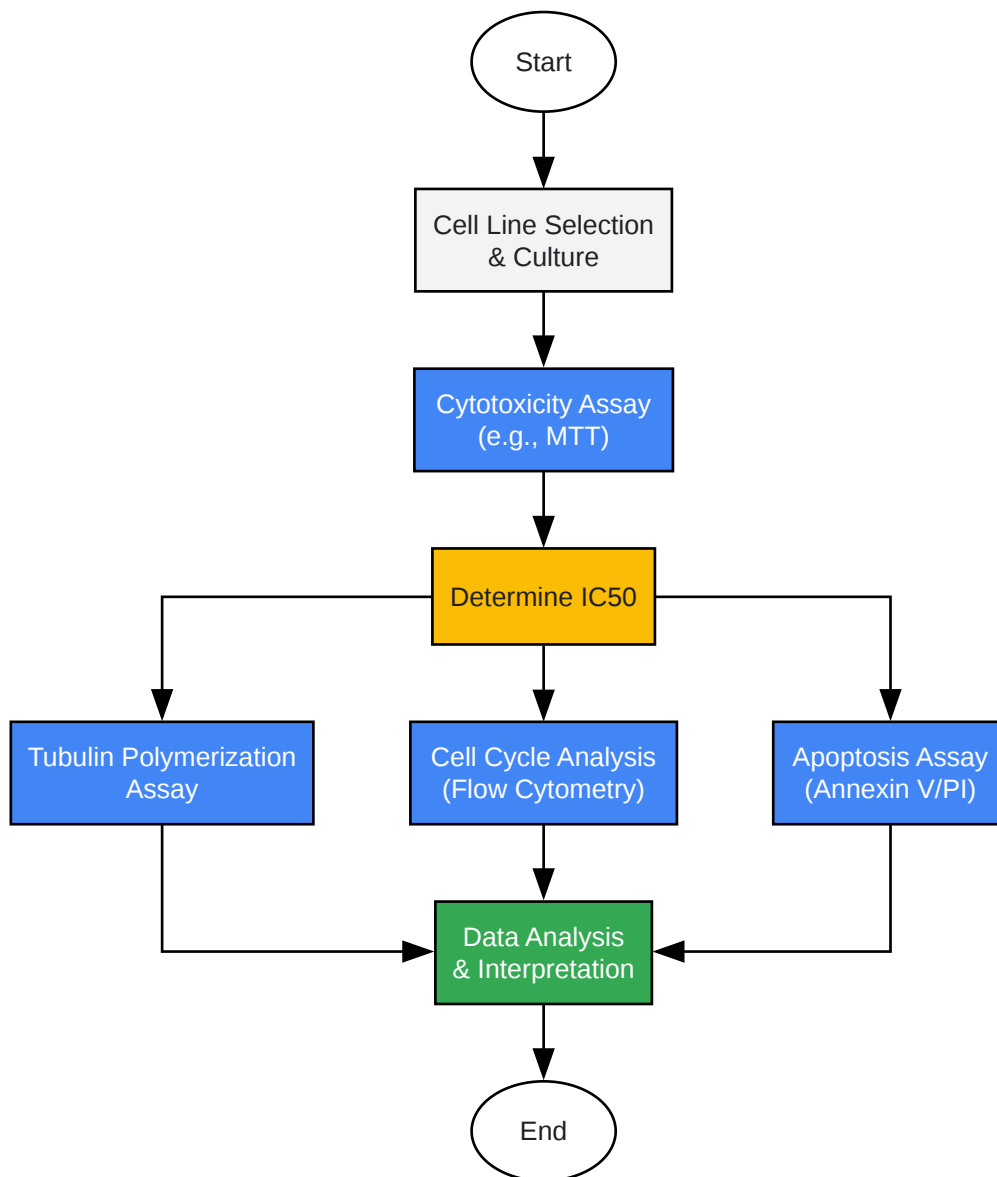 Start
Cell Line Selection
& Culture
Cytotoxicity Assay
(e.g., MTT)
Determine IC50
Tubulin Polymerization
Assay
Cell Cycle Analysis
(Flow Cytometry)
Apoptosis Assay
(Annexin V/PI)
Data Analysis
& Interpretation
End